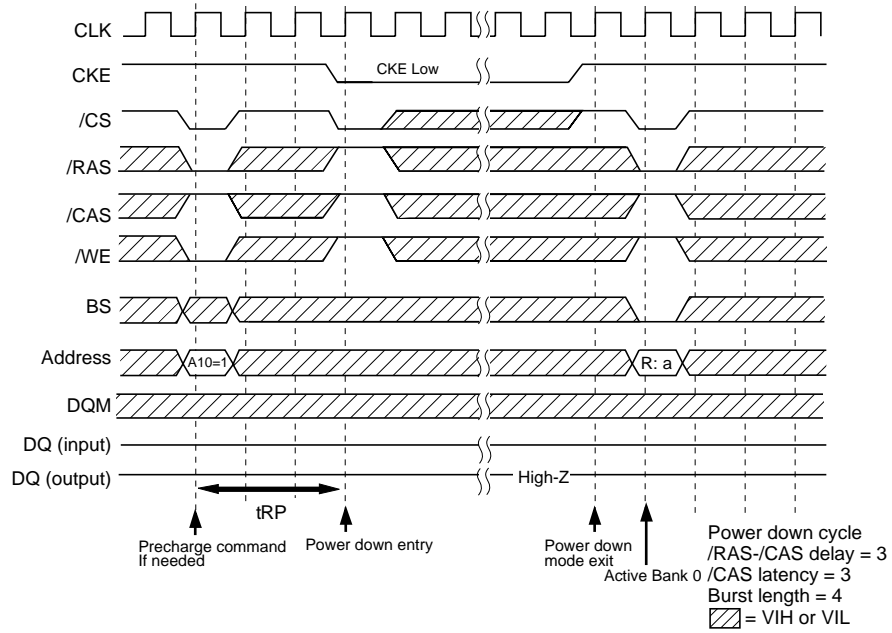 CLK
CKE
CKE Low
/CS
/RAS
/CAS
/WE
BS
Address
A10=1
R: a
DQM
DQ (input)
DQ (output)
High-Z
tRP
Precharge command
If needed
Power down entry
Power down
mode exit
Active Bank 0
Power down cycle
/RAS-/CAS delay = 3
/CAS latency = 3
Burst length = 4
= VIH or VIL